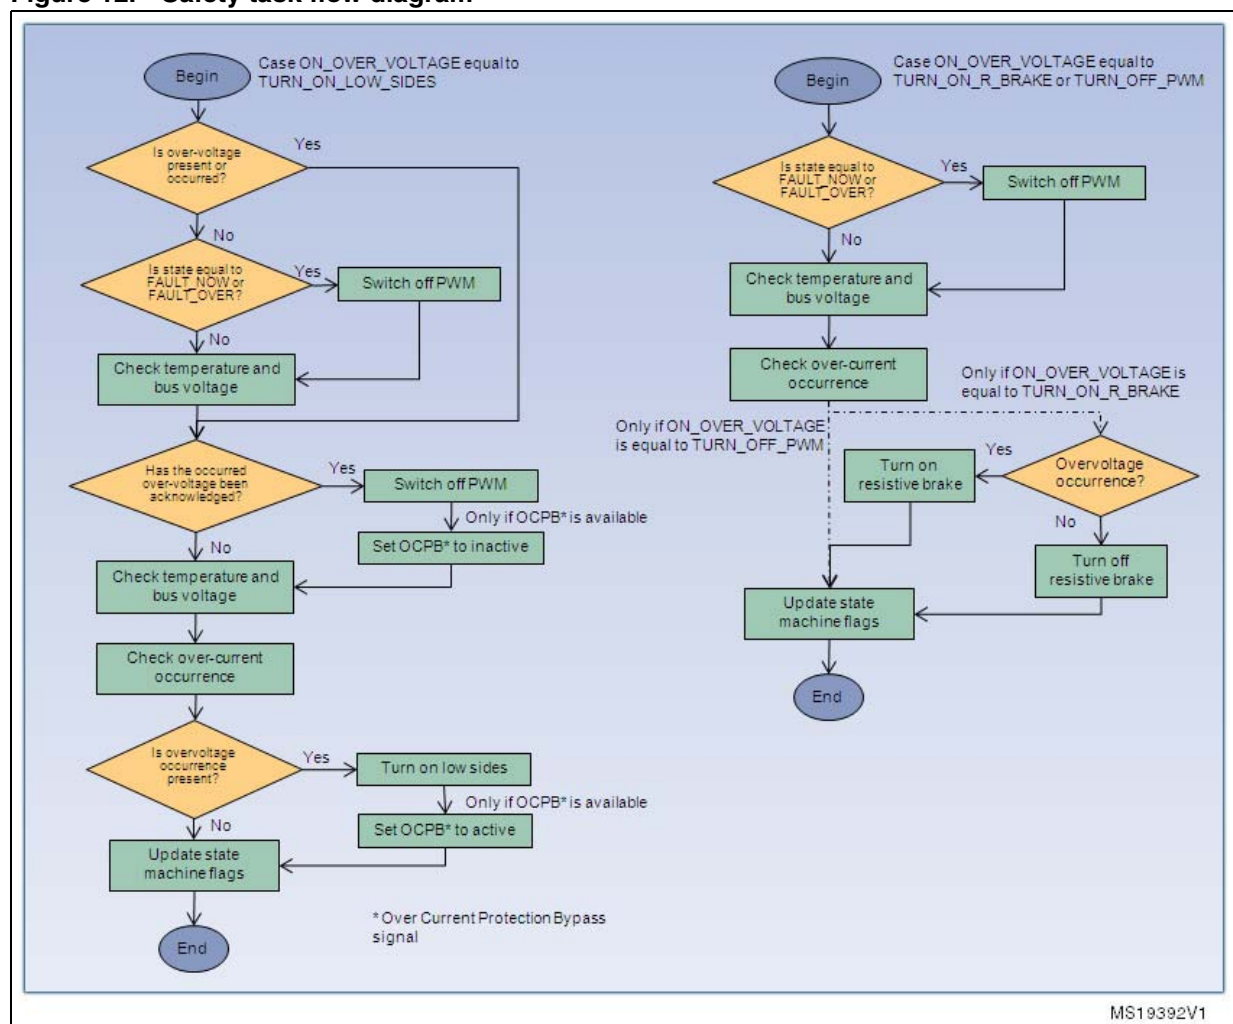 Figure 12. Safety task flow diagram
Begin
Case ON_OVER_VOLTAGE equal to
TURN_ON_LOW_SIDES
Is over-voltage
present or
occurred?
Yes
No
Is state equal to
FAULT_NOW or
FAULT_OVER?
Yes
Switch off PWM
No
Check temperature and
bus voltage
Has the occurred
over-voltage been
acknowledged?
Yes
Switch off PWM
Only if OCPB* is available
Set OCPB* to inactive
No
Check temperature and
bus voltage
Check over-current
occurrence
Is overvoltage
occurrence
present?
Yes
Turn on low sides
Only if OCPB* is available
Set OCPB* to active
No
Update state
machine flags
End
* Over Current Protection Bypass
signal
Begin
Case ON_OVER_VOLTAGE equal to
TURN_ON_R_BRAKE or TURN_OFF_PWM
Is state equal to
FAULT_NOW or
FAULT_OVER?
Yes
Switch off PWM
No
Check temperature and
bus voltage
Check over-current
occurrence
Only if ON_OVER_VOLTAGE is
equal to TURN_ON_R_BRAKE
Only if ON_OVER_VOLTAGE
is equal to TURN_OFF_PWM
Overvoltage
occurrence?
Yes
Turn on
resistive brake
No
Turn off
resistive brake
Update state
machine flags
End
MS19392V1